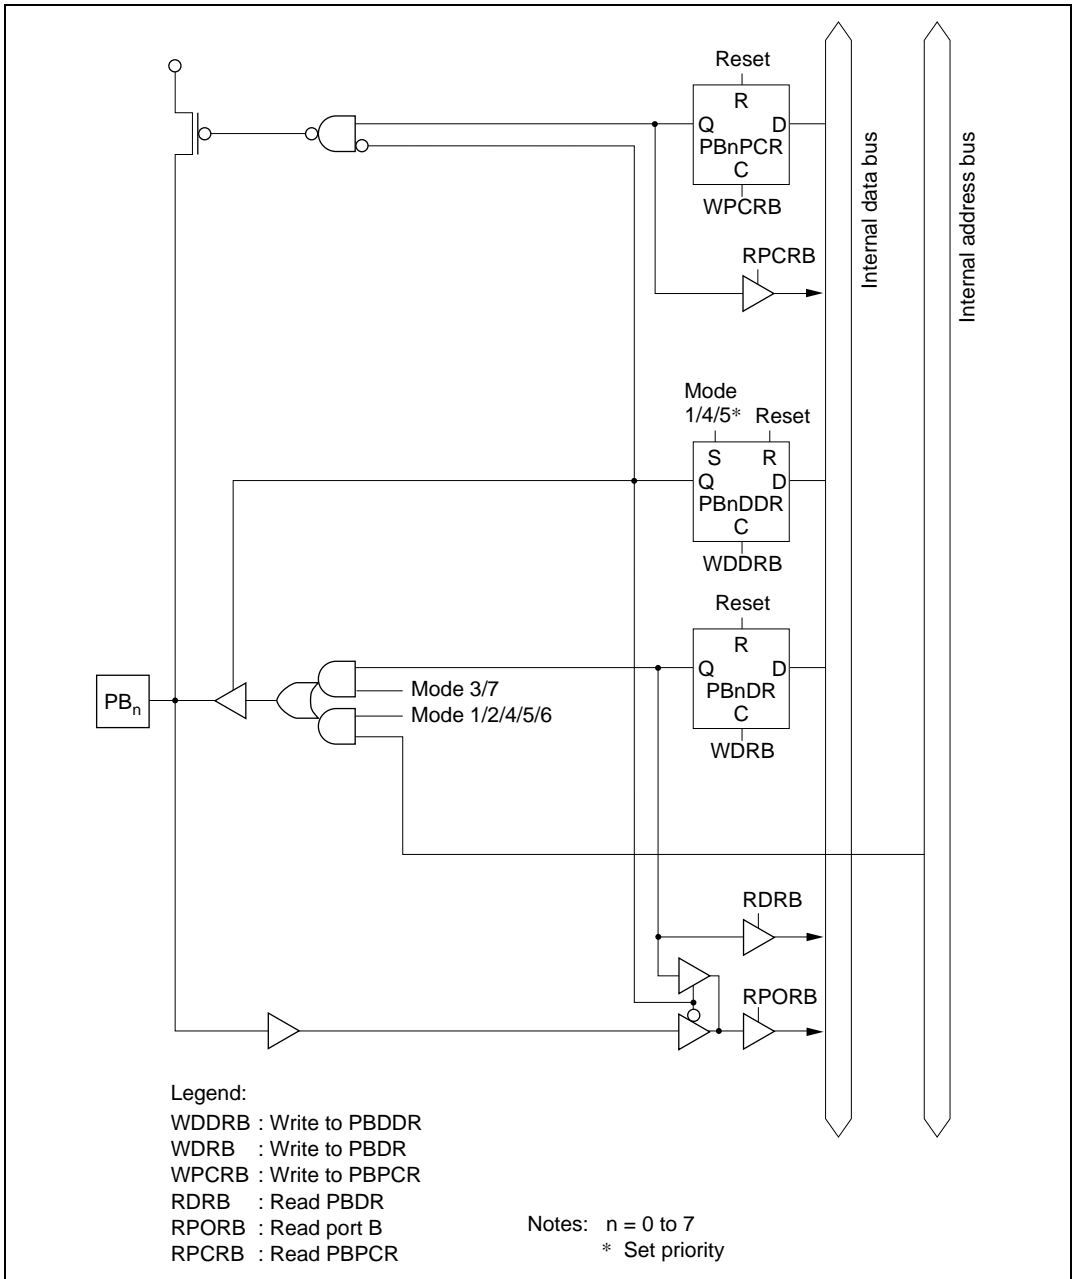 Reset
R
Q D
PBnPCR
C
WPCRB
RPCRB
Internal data bus
Internal address bus
Mode
1/4/5* Reset
S R
Q D
PBnDDR
C
WDDRB
Reset
R
Q D
PBnDR
C
WDRB
PBn
Mode 3/7
Mode 1/2/4/5/6
RDRB
RPORB
Legend:
WDDRB : Write to PBDDR
WDRB : Write to PBDR
WPCRB : Write to PBPCR
RDRB : Read PBDR
RPORB : Read port B
RPCRB : Read PBPCR
Notes: n = 0 to 7
* Set priority